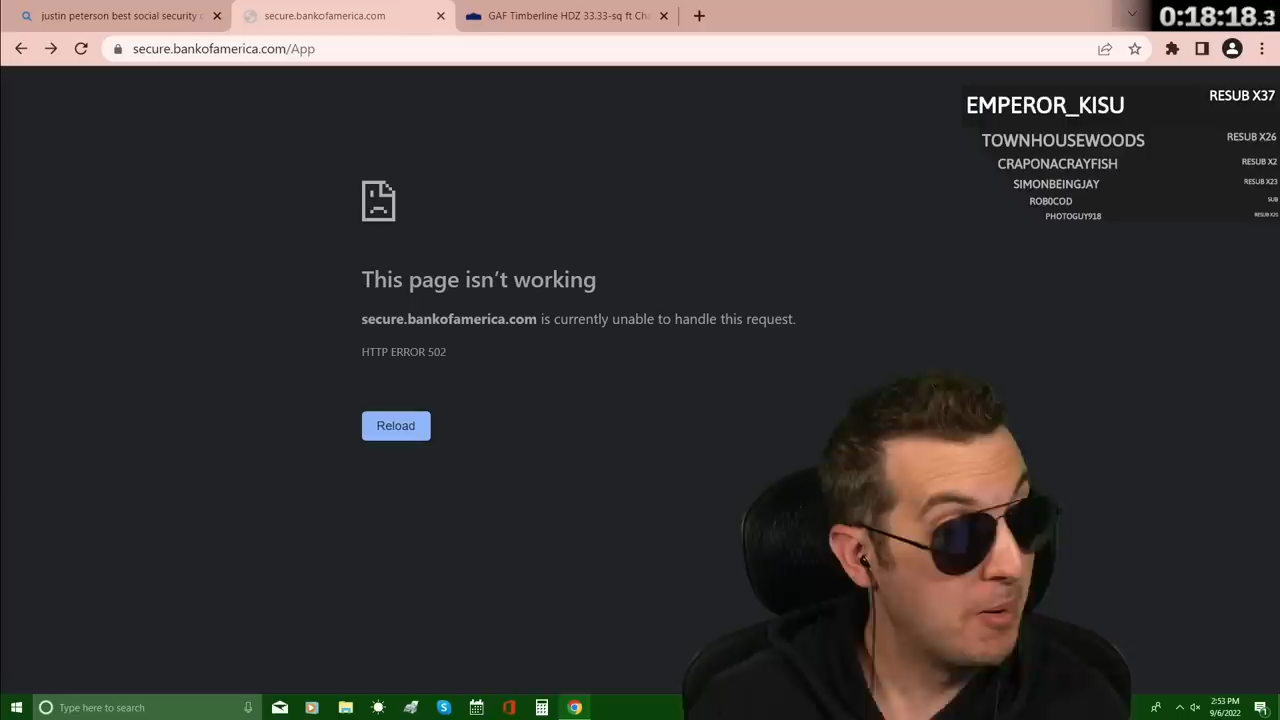 justin peterson best social security c
secure.bankofamerica.com
GAF Timberline HDZ 33.33-sq ft Cha
0:18:18.3
secure.bankofamerica.com/App
EMPEROR_KISU RESUB X37
TOWNHOUSEWOODS RESUB X26
CRAPONACRAYFISH RESUB X2
SIMONBEINGJAY RESUB X23
ROB0COD SUB
PHOTOGUY918
This page isn't working
secure.bankofamerica.com is currently unable to handle this request.
HTTP ERROR 502
Reload
Type here to search
2:53 PM
9/6/2022